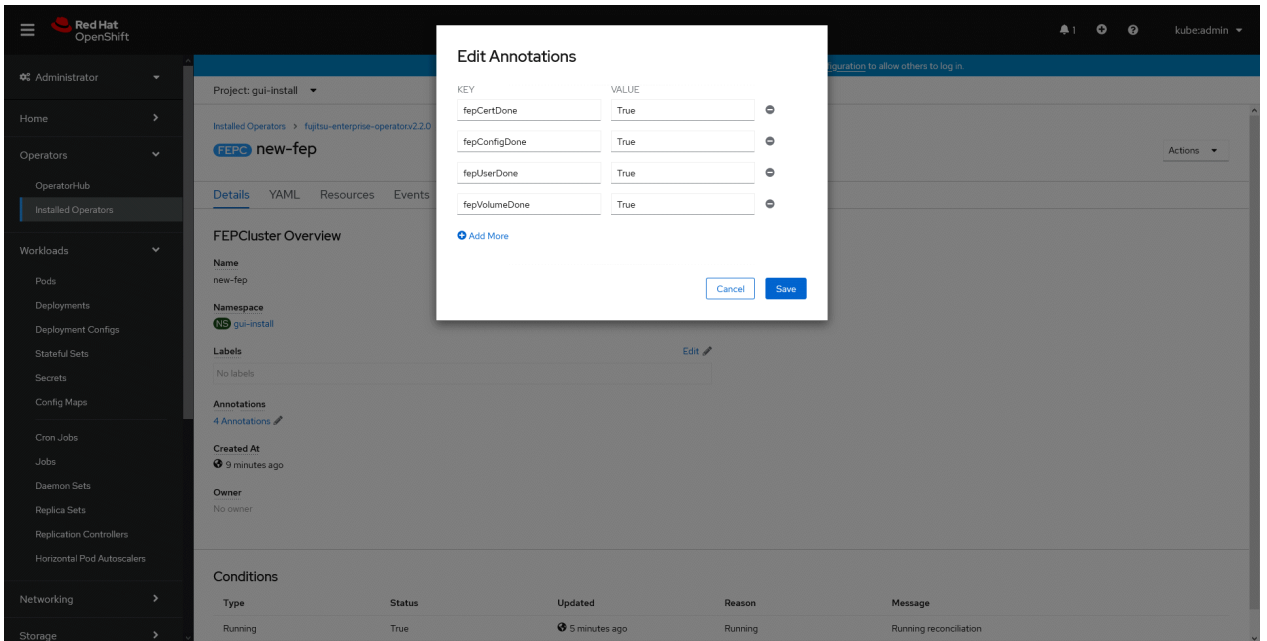 Red Hat
OpenShift
1
kube:admin
Administrator
Home
Operators
OperatorHub
Installed Operators
Workloads
Pods
Deployments
Deployment Configs
Stateful Sets
Secrets
Config Maps
Cron Jobs
Jobs
Daemon Sets
Replica Sets
Replication Controllers
Horizontal Pod Autoscalers
Networking
Storage
to allow others to log in.
Project: gui-install
Installed Operators > fujitsu-enterprise-operator.v2.2.0
FEPC new-fep
Actions
Details YAML Resources Events
FEPCluster Overview
Name
new-fep
Namespace
NS gui-install
Labels
Edit
No labels
Annotations
4 Annotations
Created At
9 minutes ago
Owner
No owner
Conditions
Type Status Updated Reason Message
Running True 5 minutes ago Running Running reconciliation
Edit Annotations
KEY VALUE
fepCertDone True
fepConfigDone True
fepUserDone True
fepVolumeDone True
Add More
Cancel Save